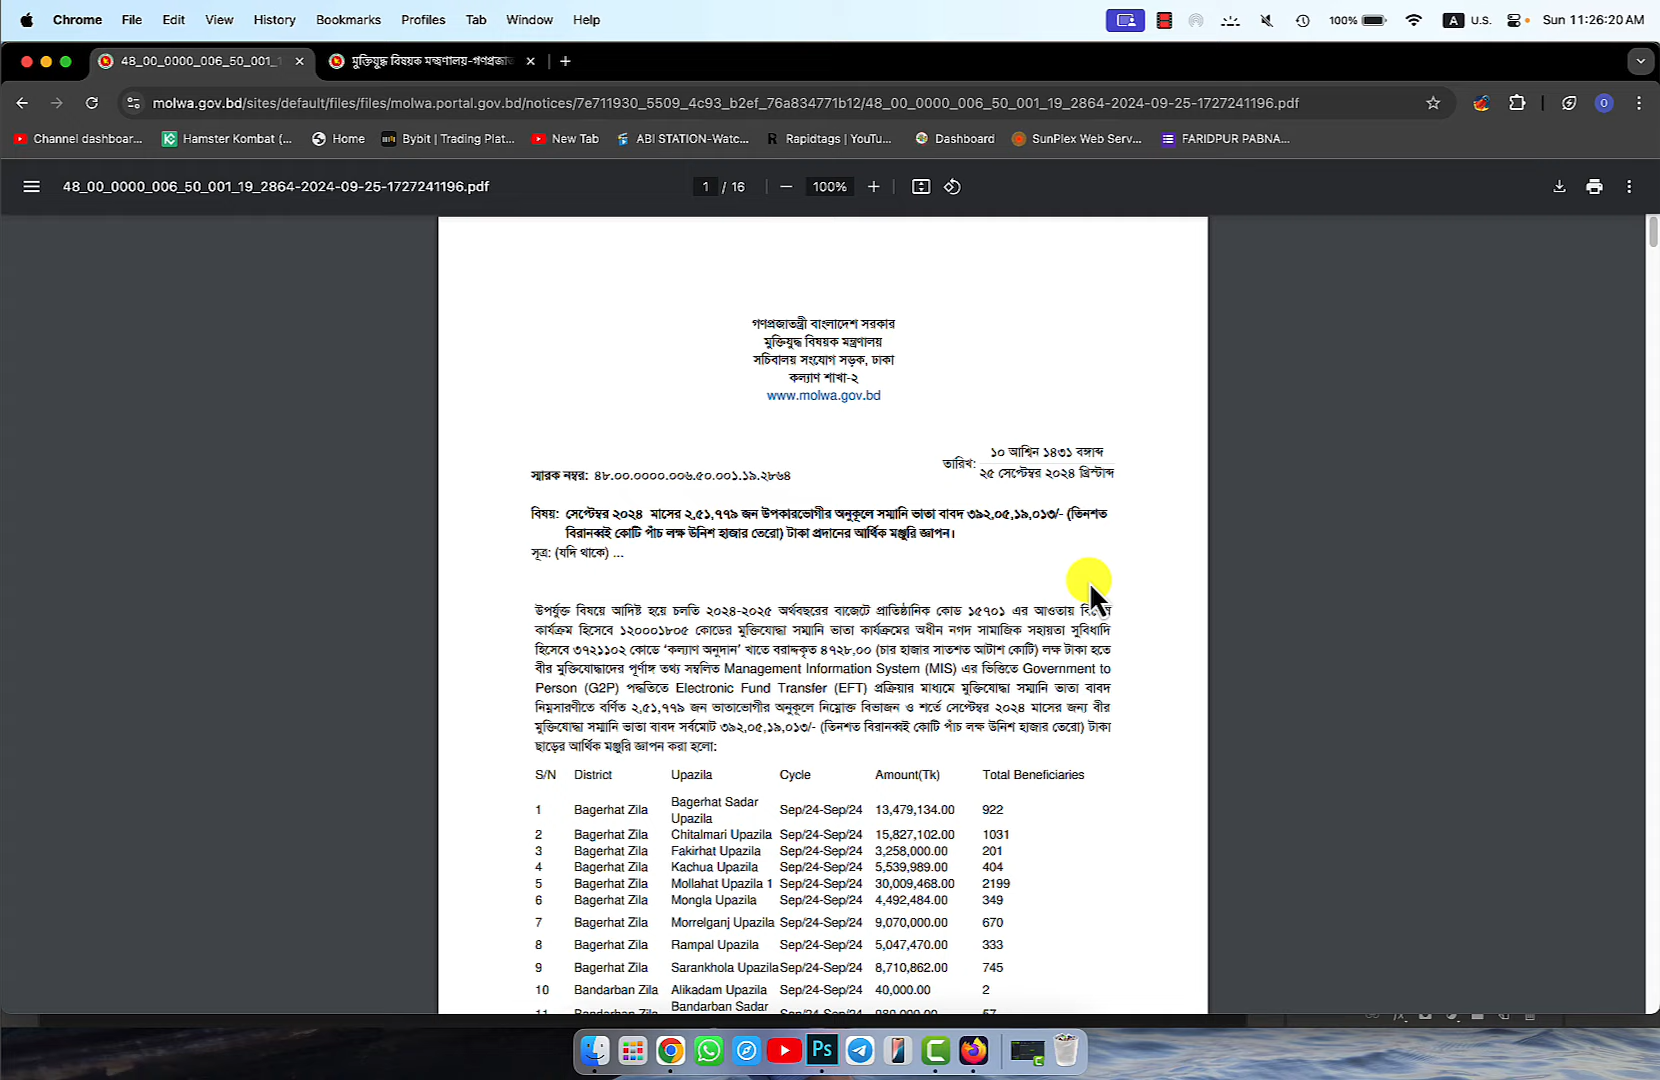 Chrome File Edit View History Bookmarks Profiles Tab Window Help 100% A U.S. Sun 11:26:20 AM
48_00_0000_006_50_001_1 মুক্তিযুদ্ধ বিষয়ক মন্ত্রণালয়-গণপ্রজাত
molwa.gov.bd/sites/default/files/files/molwa.portal.gov.bd/notices/7e711930_5509_4c93_b2ef_76a834771b12/48_00_0000_006_50_001_19_2864-2024-09-25-1727241196.pdf
Channel dashboar... Hamster Kombat (... Home Bybit | Trading Plat... New Tab ABI STATION-Watc... Rapidtags | YouTu... Dashboard SunPlex Web Serv... FARIDPUR PABNA...
48_00_0000_006_50_001_19_2864-2024-09-25-1727241196.pdf 1 / 16 100%
গণপ্রজাতন্ত্রী বাংলাদেশ সরকার
মুক্তিযুদ্ধ বিষয়ক মন্ত্রণালয়
সচিবালয় সংযোগ সড়ক, ঢাকা
কল্যাণ শাখা-২
www.molwa.gov.bd
১০ আশ্বিন ১৪৩১ বঙ্গাব্দ
তারিখ:
২৫ সেপ্টেম্বর ২০২৪ খ্রিস্টাব্দ
স্মারক নম্বর: ৪৮.০০.০০০০.০০৬.৫০.০০১.১৯.২৮৬৪
বিষয়: সেপ্টেম্বর ২০২৪ মাসের ২,৫১,৭৭৯ জন উপকারভোগীর অনুকূলে সম্মানি ভাতা বাবদ ৩৯২,০৫,১৯,০১৩/- (তিনশত
বিরানব্বই কোটি পাঁচ লক্ষ উনিশ হাজার তেরো) টাকা প্রদানের আর্থিক মঞ্জুরি জ্ঞাপন।
সূত্র: (যদি থাকে) ...
উপর্যুক্ত বিষয়ে আদিষ্ট হয়ে চলতি ২০২৪-২০২৫ অর্থবছরের বাজেটে প্রাতিষ্ঠানিক কোড ১৫৭০১ এর আওতায়
কার্যক্রম হিসেবে ১২০০০১৮০৫ কোডের মুক্তিযোদ্ধা সম্মানি ভাতা কার্যক্রমের অধীন নগদ সামাজিক সহায়তা সুবিধাদি
হিসেবে ৩৭২১১০২ কোডে ‘কল্যাণ অনুদান’ খাতে বরাদ্দকৃত ৪৭২৮,০০ (চার হাজার সাতশত আটাশ কোটি) লক্ষ টাকা হতে
বীর মুক্তিযোদ্ধাদের পূর্ণাঙ্গ তথ্য সম্বলিত Management Information System (MIS) এর ভিত্তিতে Government to
Person (G2P) পদ্ধতিতে Electronic Fund Transfer (EFT) প্রক্রিয়ার মাধ্যমে মুক্তিযোদ্ধা সম্মানি ভাতা বাবদ
নিম্নসারণীতে বর্ণিত ২,৫১,৭৭৯ জন ভাতাভোগীর অনুকূলে নিম্নোক্ত বিভাজন ও শর্তে সেপ্টেম্বর ২০২৪ মাসের জন্য বীর
মুক্তিযোদ্ধা সম্মানি ভাতা বাবদ সর্বমোট ৩৯২,০৫,১৯,০১৩/- (তিনশত বিরানব্বই কোটি পাঁচ লক্ষ উনিশ হাজার তেরো) টাকা
ছাড়ের আর্থিক মঞ্জুরি জ্ঞাপন করা হলো:
S/N District Upazila Cycle Amount(Tk) Total Beneficiaries
1 Bagerhat Zila Bagerhat Sadar Upazila Sep/24-Sep/24 13,479,134.00 922
2 Bagerhat Zila Chitalmari Upazila Sep/24-Sep/24 15,827,102.00 1031
3 Bagerhat Zila Fakirhat Upazila Sep/24-Sep/24 3,258,000.00 201
4 Bagerhat Zila Kachua Upazila Sep/24-Sep/24 5,539,989.00 404
5 Bagerhat Zila Mollahat Upazila 1 Sep/24-Sep/24 30,009,468.00 2199
6 Bagerhat Zila Mongla Upazila Sep/24-Sep/24 4,492,484.00 349
7 Bagerhat Zila Morrelganj Upazila Sep/24-Sep/24 9,070,000.00 670
8 Bagerhat Zila Rampal Upazila Sep/24-Sep/24 5,047,470.00 333
9 Bagerhat Zila Sarankhola Upazila Sep/24-Sep/24 8,710,862.00 745
10 Bandarban Zila Alikadam Upazila Sep/24-Sep/24 40,000.00 2
Bandarban Sadar
Ps